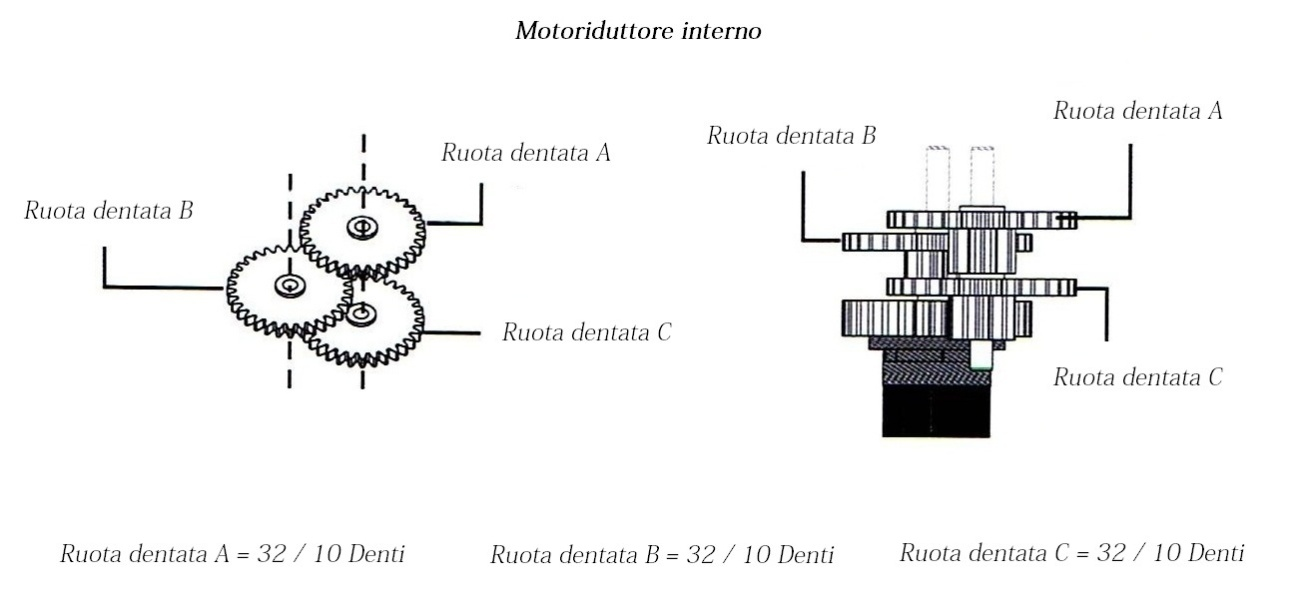 Motoriduttore interno
Ruota dentata A
Ruota dentata B
Ruota dentata C
Ruota dentata B
Ruota dentata A
Ruota dentata C
Ruota dentata A = 32 / 10 Denti
Ruota dentata B = 32 / 10 Denti
Ruota dentata C = 32 / 10 Denti